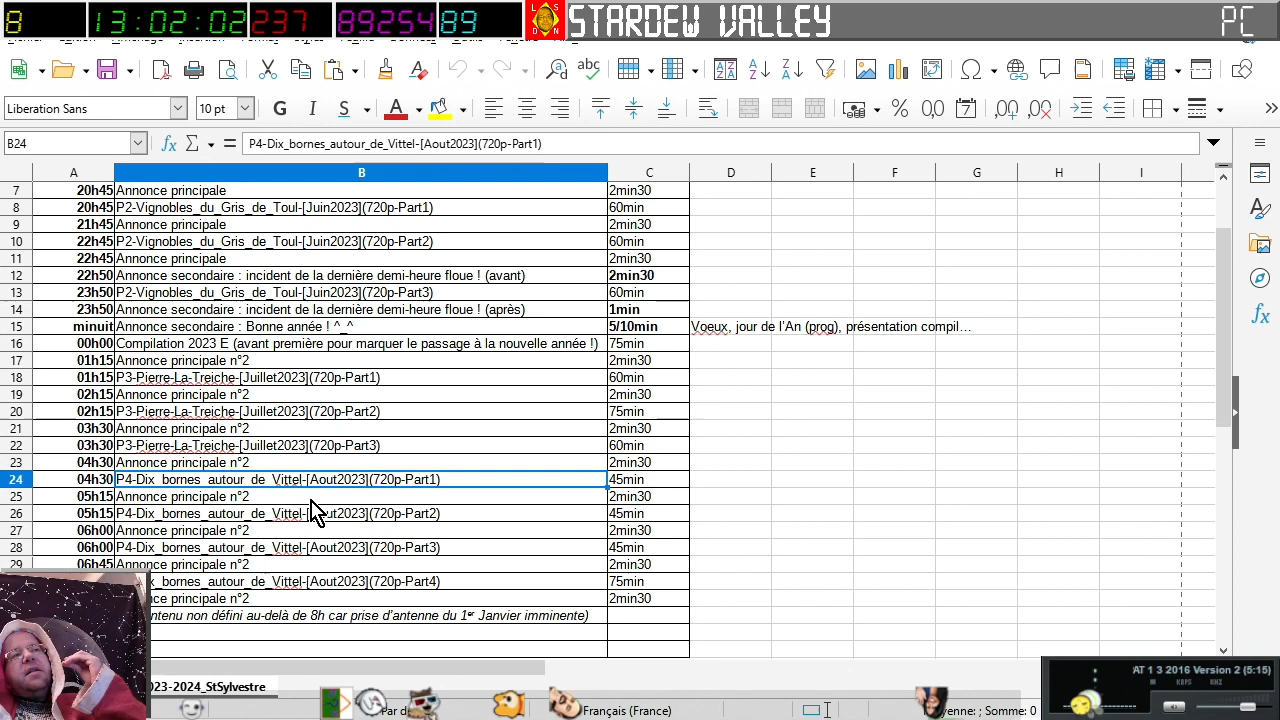 8 13:02:02 237 89254 89 STARDEW VALLEY PC
Liberation Sans 10 pt G I S
B24 P4-Dix_bornes_autour_de_Vittel-[Aout2023](720p-Part1)
A B C D E F G H I
7 20h45 Annonce principale 2min30
8 20h45 P2-Vignobles_du_Gris_de_Toul-[Juin2023](720p-Part1) 60min
9 21h45 Annonce principale 2min30
10 22h45 P2-Vignobles_du_Gris_de_Toul-[Juin2023](720p-Part2) 60min
11 22h45 Annonce principale 2min30
12 22h50 Annonce secondaire : incident de la dernière demi-heure floue ! (avant) 2min30
13 23h50 P2-Vignobles_du_Gris_de_Toul-[Juin2023](720p-Part3) 60min
14 23h50 Annonce secondaire : incident de la dernière demi-heure floue ! (après) 1min
15 minuit Annonce secondaire : Bonne année ! ^_^ 5/10min Voeux, jour de l'An (prog), présentation compil…
16 00h00 Compilation 2023 E (avant première pour marquer le passage à la nouvelle année !) 75min
17 01h15 Annonce principale n°2 2min30
18 01h15 P3-Pierre-La-Treiche-[Juillet2023](720p-Part1) 60min
19 02h15 Annonce principale n°2 2min30
20 02h15 P3-Pierre-La-Treiche-[Juillet2023](720p-Part2) 75min
21 03h30 Annonce principale n°2 2min30
22 03h30 P3-Pierre-La-Treiche-[Juillet2023](720p-Part3) 60min
23 04h30 Annonce principale n°2 2min30
24 04h30 P4-Dix_bornes_autour_de_Vittel-[Aout2023](720p-Part1) 45min
25 05h15 Annonce principale n°2 2min30
26 05h15 P4-Dix_bornes_autour_de_Vittel-[Aout2023](720p-Part2) 45min
27 06h00 Annonce principale n°2 2min30
28 06h00 P4-Dix_bornes_autour_de_Vittel-[Aout2023](720p-Part3) 45min
29 06h45 Annonce principale n°2 2min30
_bornes_autour_de_Vittel-[Aout2023](720p-Part4) 75min
nce principale n°2 2min30
ntenu non défini au-delà de 8h car prise d'antenne du 1er Janvier imminente)
023-2024_StSylvestre
Français (France) yenne: ; Somme: 0
AT 1 3 2016 Version 2 (5:15)
KBPS KHZ